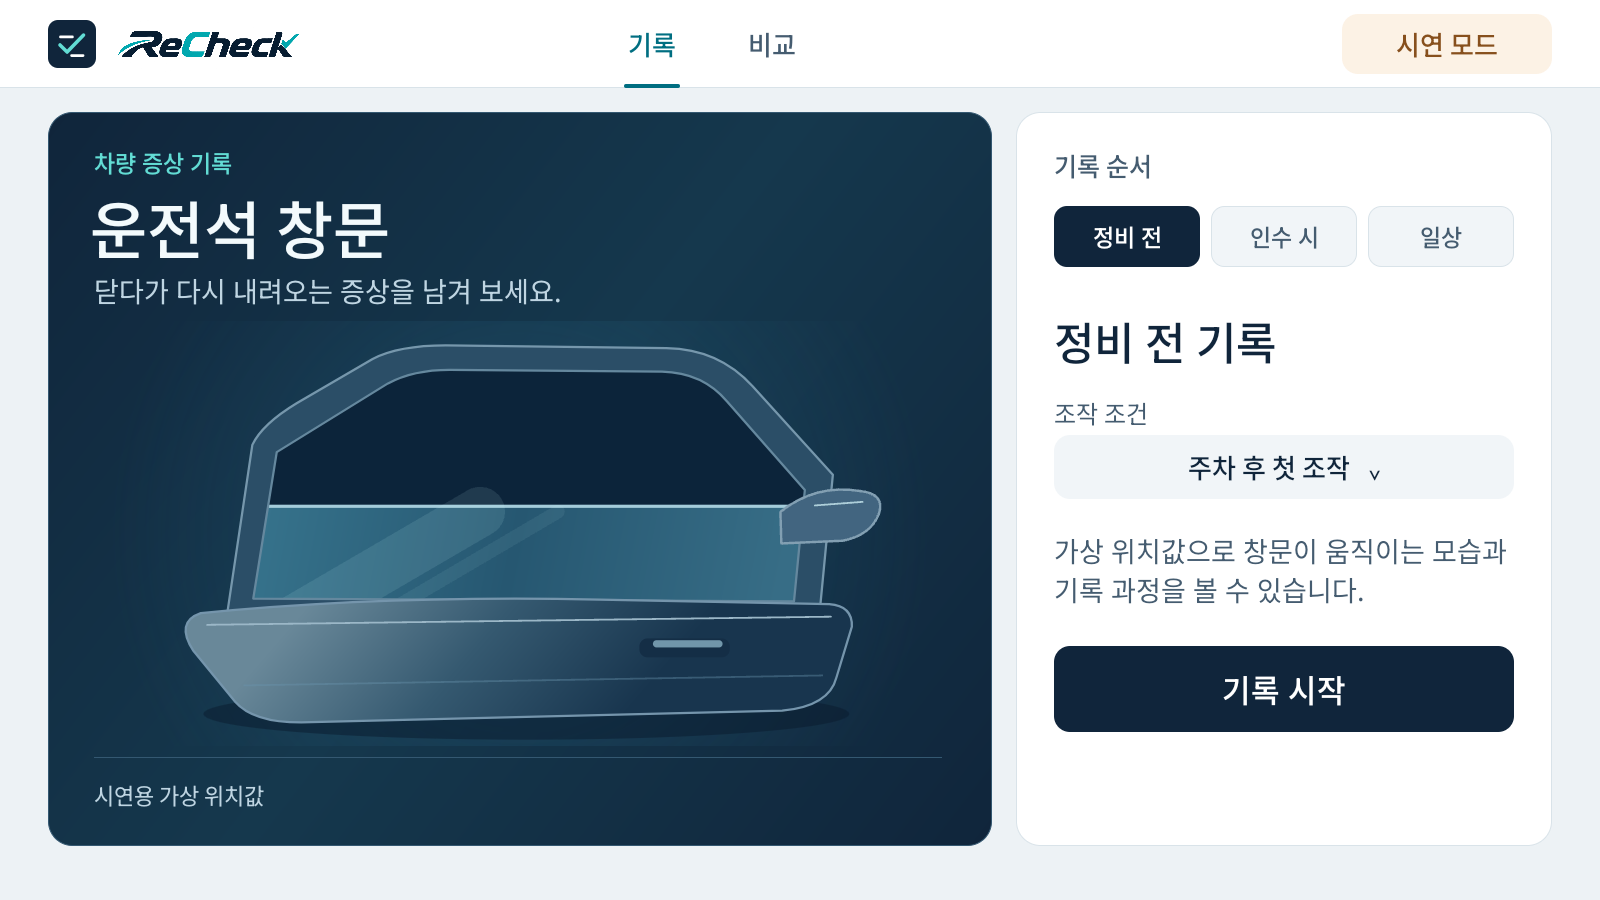 ReCheck
기록
비교
시연 모드
차량 증상 기록
운전석 창문
닫다가 다시 내려오는 증상을 남겨 보세요.
시연용 가상 위치값
기록 순서
정비 전
인수 시
일상
정비 전 기록
조작 조건
주차 후 첫 조작
가상 위치값으로 창문이 움직이는 모습과
기록 과정을 볼 수 있습니다.
기록 시작